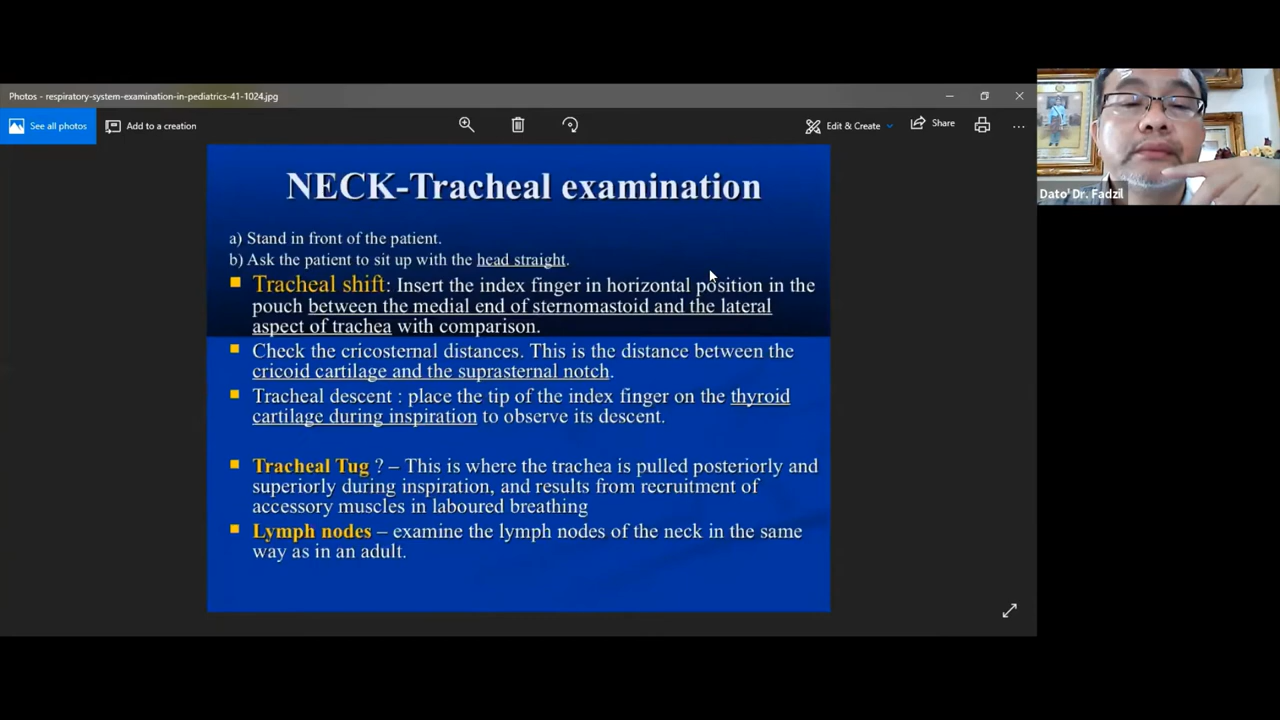 Photos - respiratory-system-examination-in-pediatrics-41-1024.jpg
See all photos
Add to a creation
Edit & Create
Share
Dato' Dr. Fadzil
NECK-Tracheal examination
a) Stand in front of the patient.
b) Ask the patient to sit up with the head straight.
Tracheal shift: Insert the index finger in horizontal position in the
pouch between the medial end of sternomastoid and the lateral
aspect of trachea with comparison.
Check the cricosternal distances. This is the distance between the
cricoid cartilage and the suprasternal notch.
Tracheal descent : place the tip of the index finger on the thyroid
cartilage during inspiration to observe its descent.
Tracheal Tug ? – This is where the trachea is pulled posteriorly and
superiorly during inspiration, and results from recruitment of
accessory muscles in laboured breathing
Lymph nodes – examine the lymph nodes of the neck in the same
way as in an adult.